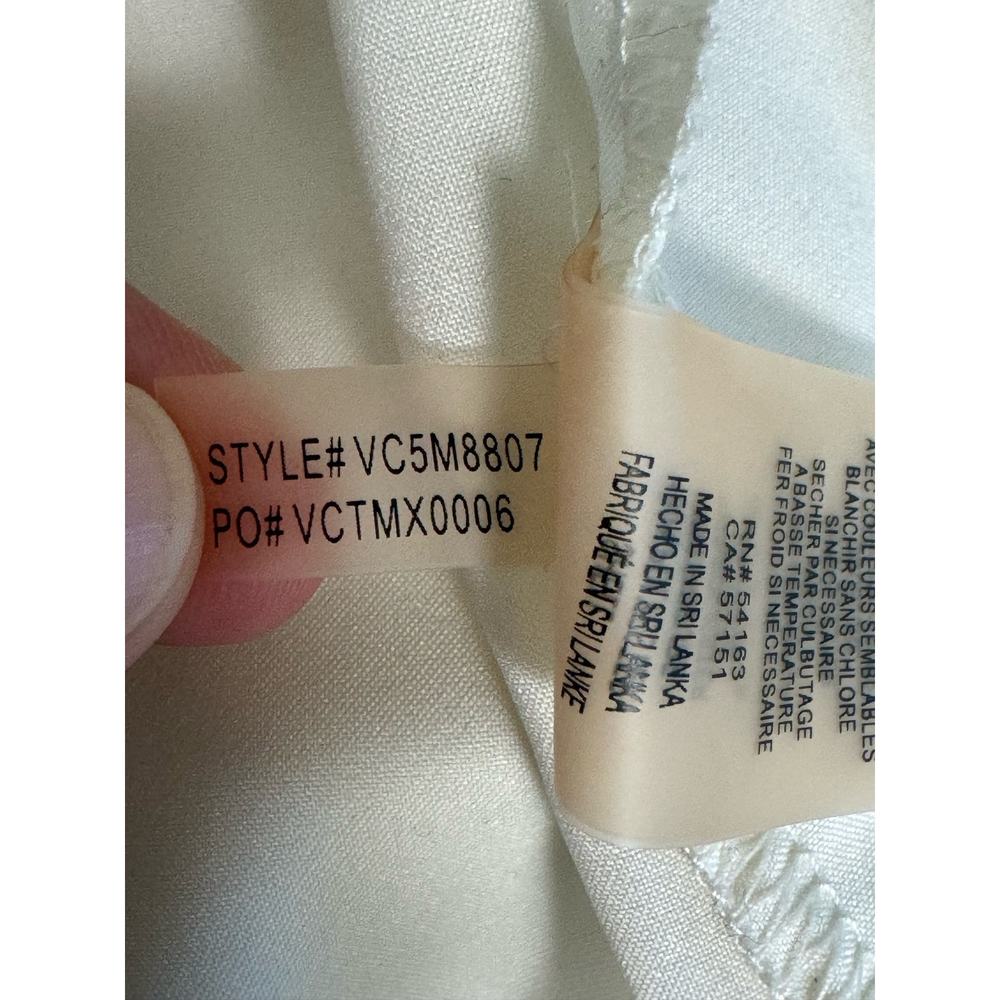 STYLE# VC5M8807
PO# VCTMX0006
AVEC COULEURS SEMBLABLES
BLANCHIR SANS CHLORE
SI NECESSAIRE
SECHER PAR CULBUTAGE
A BASSE TEMPERATURE
FER FROID SI NECESSAIRE
RN# 54163
CA# 57151
MADE IN SRI LANKA
HECHO EN SRI LANKA
FABRIQUÉ EN SRI LANKE